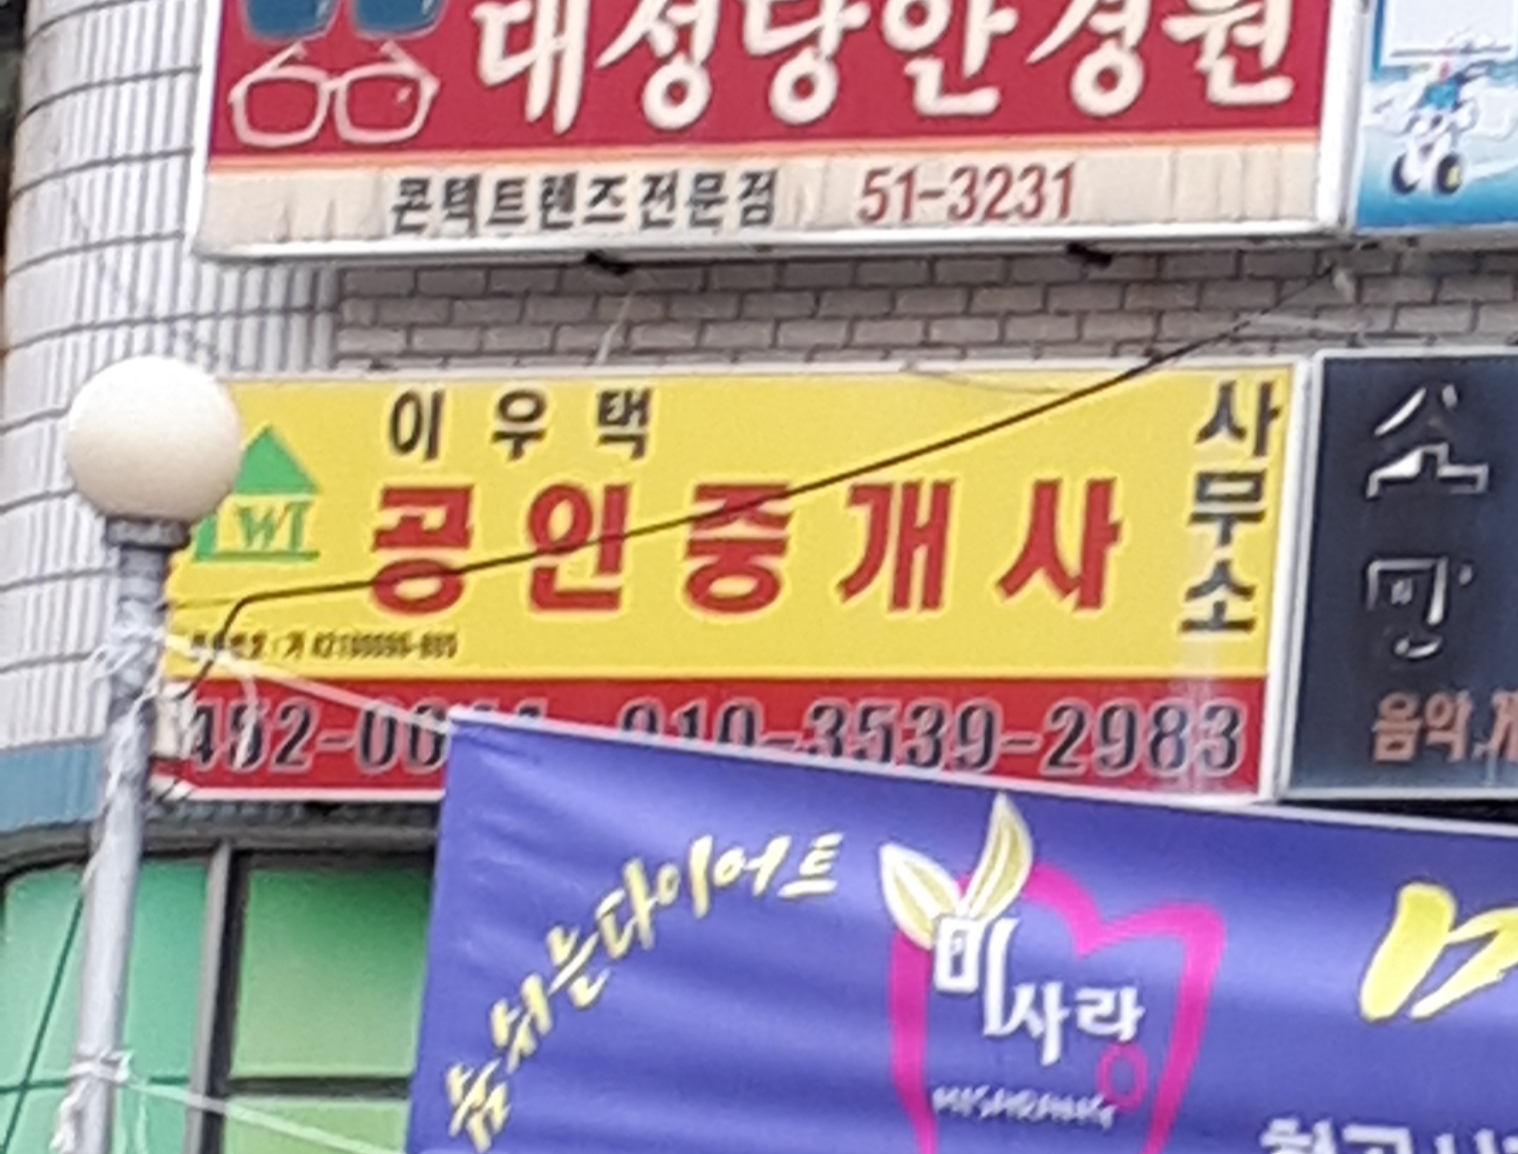 대성당안경원
콘택트렌즈전문점 51-3231
이우택
공인중개사
사무소
WI
010-3539-2983
소
음악
숨쉬는다이어트
미사랑